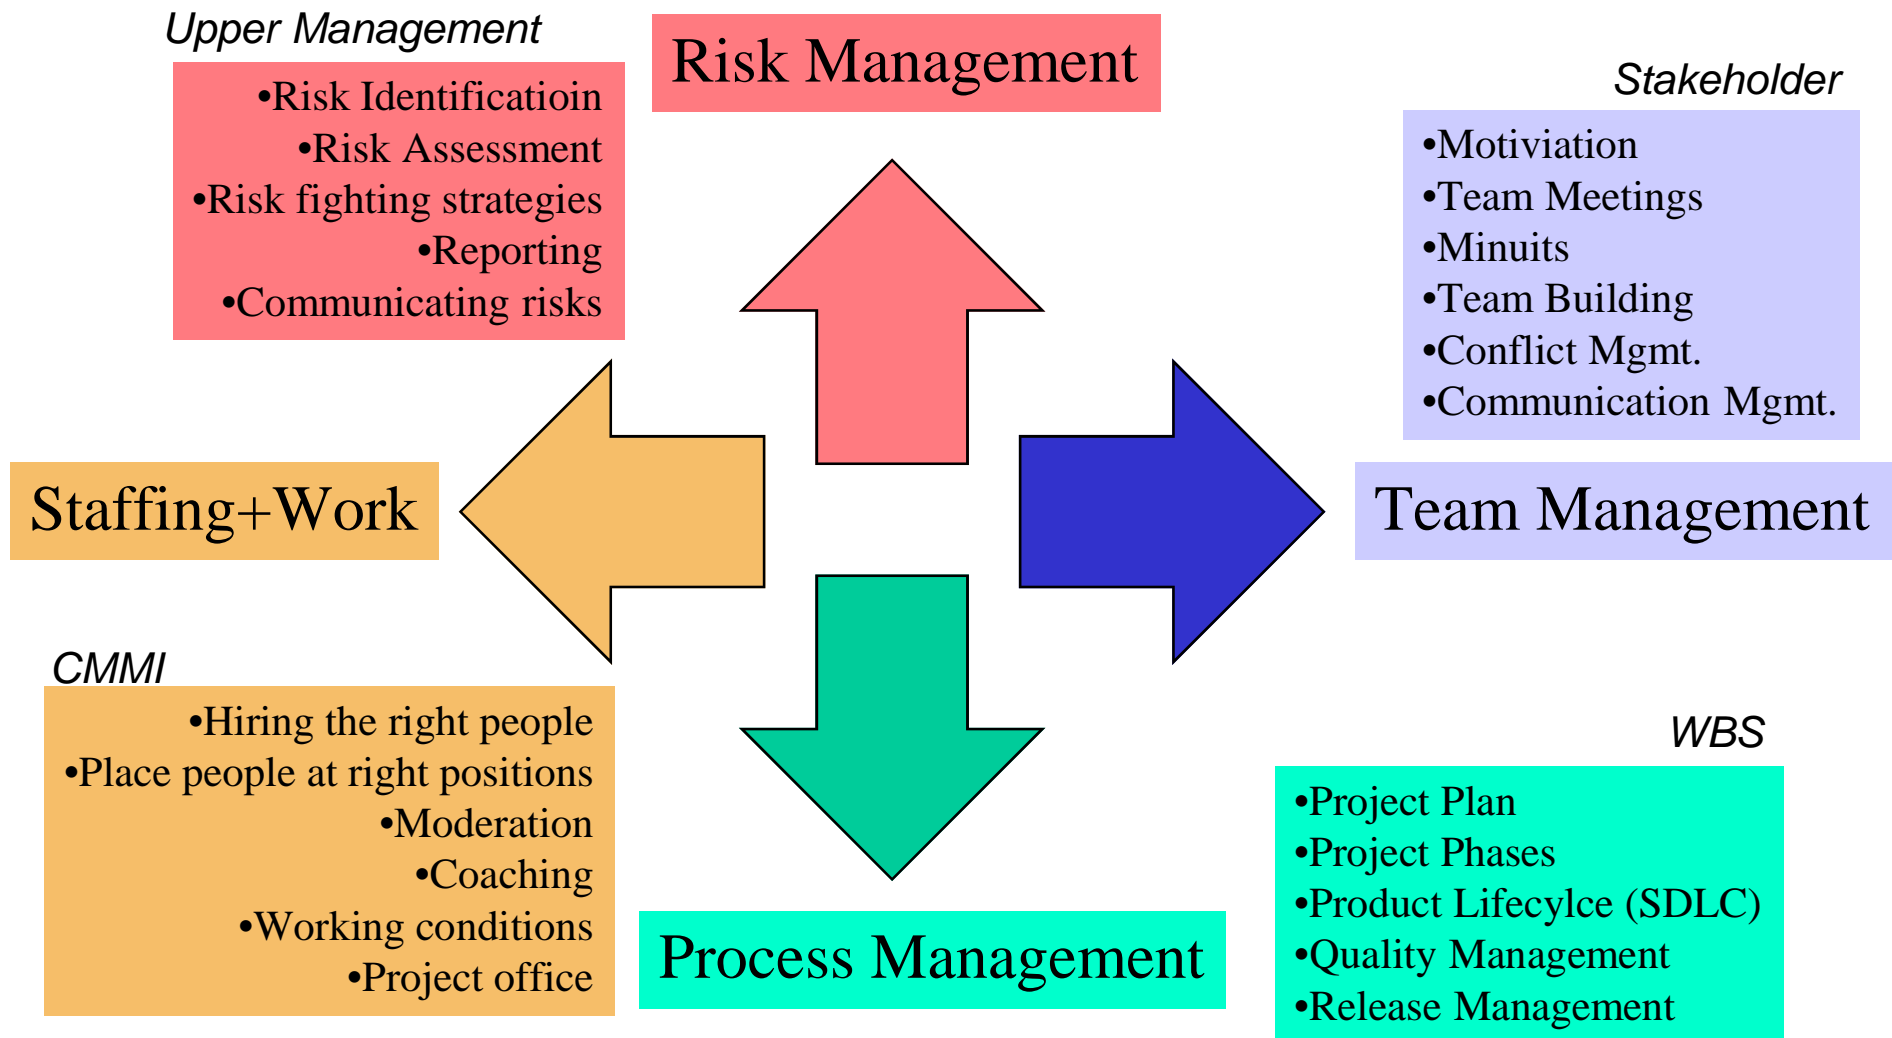 Upper Management
•Risk Identificatioin
•Risk Assessment
•Risk fighting strategies
•Reporting
•Communicating risks
Risk Management
Stakeholder
•Motiviation
•Team Meetings
•Minuits
•Team Building
•Conflict Mgmt.
•Communication Mgmt.
Staffing+Work
Team Management
CMMI
•Hiring the right people
•Place people at right positions
•Moderation
•Coaching
•Working conditions
•Project office
Process Management
WBS
•Project Plan
•Project Phases
•Product Lifecylce (SDLC)
•Quality Management
•Release Management